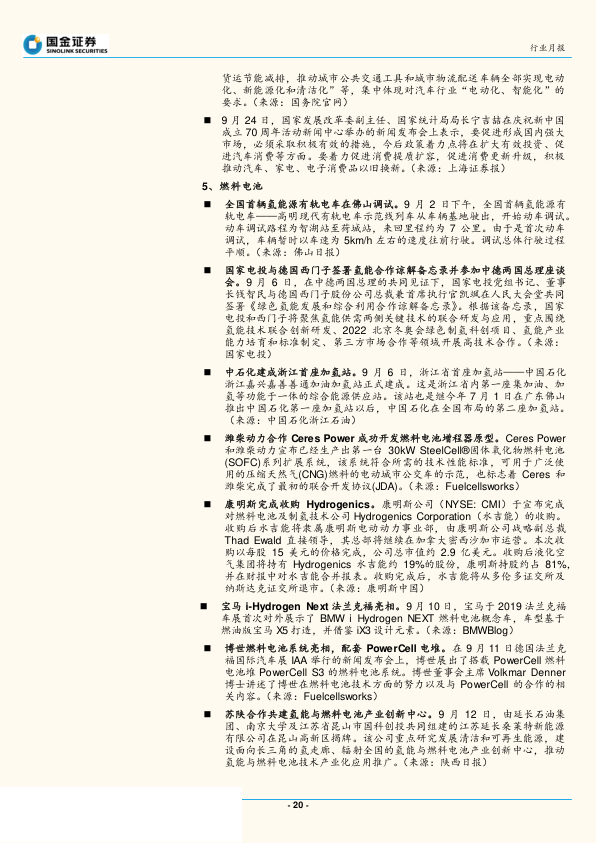 国金证券
SINOLINK SECURITIES
行业月报
货运节能减排，推动城市公共交通工具和城市物流配送车辆全部实现电动
化、新能源化和清洁化”等，集中体现对汽车行业“电动化、智能化”的
要求。（来源：国务院官网）
■ 9 月 24 日，国家发展改革委副主任、国家统计局局长宁吉喆在庆祝新中国
成立 70 周年活动新闻中心举办的新闻发布会上表示，要促进形成国内强大
市场，必须采取积极有效的措施，今后政策着力点将在扩大有效投资、促
进汽车消费等方面。要着力促进消费提质扩容，促进消费更新升级，积极
推动汽车、家电、电子消费品以旧换新。（来源：上海证券报）
5、燃料电池
■ 全国首辆氢能源有轨电车在佛山调试。9 月 2 日下午，全国首辆氢能源有
轨电车——高明现代有轨电车示范线列车从车辆基地驶出，开始动车调试。
动车调试路程为智湖站至荷城站，来回里程约为 7 公里。由于是首次动车
调试，车辆暂时以车速为 5km/h 左右的速度往前行驶。调试总体行驶过程
平顺。（来源：佛山日报）
■ 国家电投与德国西门子签署氢能合作谅解备忘录并参加中德两国总理座谈
会。9 月 6 日，在中德两国总理的共同见证下，国家电投党组书记、董事
长钱智民与德国西门子股份公司总裁兼首席执行官凯飒在人民大会堂共同
签署《绿色氢能发展和综合利用合作谅解备忘录》。根据该备忘录，国家
电投和西门子将聚焦氢能供需两侧关键技术的联合研发与应用，重点围绕
氢能技术联合创新研发、2022 北京冬奥会绿色制氢科创项目、氢能产业
能力培育和标准制定、第三方市场合作等领域开展高技术合作。（来源：
国家电投）
■ 中石化建成浙江首座加氢站。9 月 6 日，浙江省首座加氢站——中国石化
浙江嘉兴嘉善善通加油加氢站正式建成。这是浙江省内第一座集加油、加
氢等功能于一体的综合能源供应站。该站也是继今年 7 月 1 日在广东佛山
推出中国石化第一座加氢站以后，中国石化在全国布局的第二座加氢站。
（来源：中国石化浙江石油）
■ 潍柴动力合作 Ceres Power 成功开发燃料电池增程器原型。Ceres Power
和潍柴动力宣布已经生产出第一台 30kW SteelCell®固体氧化物燃料电池
(SOFC)系列扩展系统，该系统符合所需的技术性能标准，可用于广泛使
用的压缩天然气(CNG)燃料的电动城市公交车的示范，也标志着 Ceres 和
潍柴完成了最初的联合开发协议(JDA)。（来源：Fuelcellsworks）
■ 康明斯完成收购 Hydrogenics。康明斯公司（NYSE: CMI）于宣布完成
对燃料电池及制氢技术公司 Hydrogenics Corporation（水吉能）的收购。
收购后水吉能将隶属康明斯电动动力事业部，由康明斯公司战略副总裁
Thad Ewald 直接领导，其总部将继续在加拿大密西沙加市运营。本次收
购以每股 15 美元的价格完成，公司总市值约 2.9 亿美元。收购后液化空
气集团将持有 Hydrogenics 水吉能约 19%的股份，康明斯持股约占 81%,
并在财报中对水吉能合并报表。收购完成后，水吉能将从多伦多证交所及
纳斯达克证交所退市。（来源：康明斯中国）
■ 宝马 i-Hydrogen Next 法兰克福亮相。9 月 10 日，宝马于 2019 法兰克福
车展首次对外展示了 BMW i Hydrogen NEXT 燃料电池概念车，车型基于
燃油版宝马 X5 打造，并借鉴 iX3 设计元素。（来源：BMWBlog）
■ 博世燃料电池系统亮相，配套 PowerCell 电堆。在 9 月 11 日德国法兰克
福国际汽车展 IAA 举行的新闻发布会上，博世展出了搭载 PowerCell 燃料
电池堆 PowerCell S3 的燃料电池系统。博世董事会主席 Volkmar Denner
博士讲述了博世在燃料电池技术方面的努力以及与 PowerCell 的合作的相
关内容。（来源：Fuelcellsworks）
■ 苏陕合作共建氢能与燃料电池产业创新中心。9 月 12 日，由延长石油集
团、南京大学及江苏省昆山市国科创投共同组建的江苏延长桑莱特新能源
有限公司在昆山高新区揭牌。该公司重点研究发展清洁和可再生能源，建
设面向长三角的氢走廊、辐射全国的氢能与燃料电池产业创新中心，推动
氢能与燃料电池技术产业化应用推广。（来源：陕西日报）
- 20 -